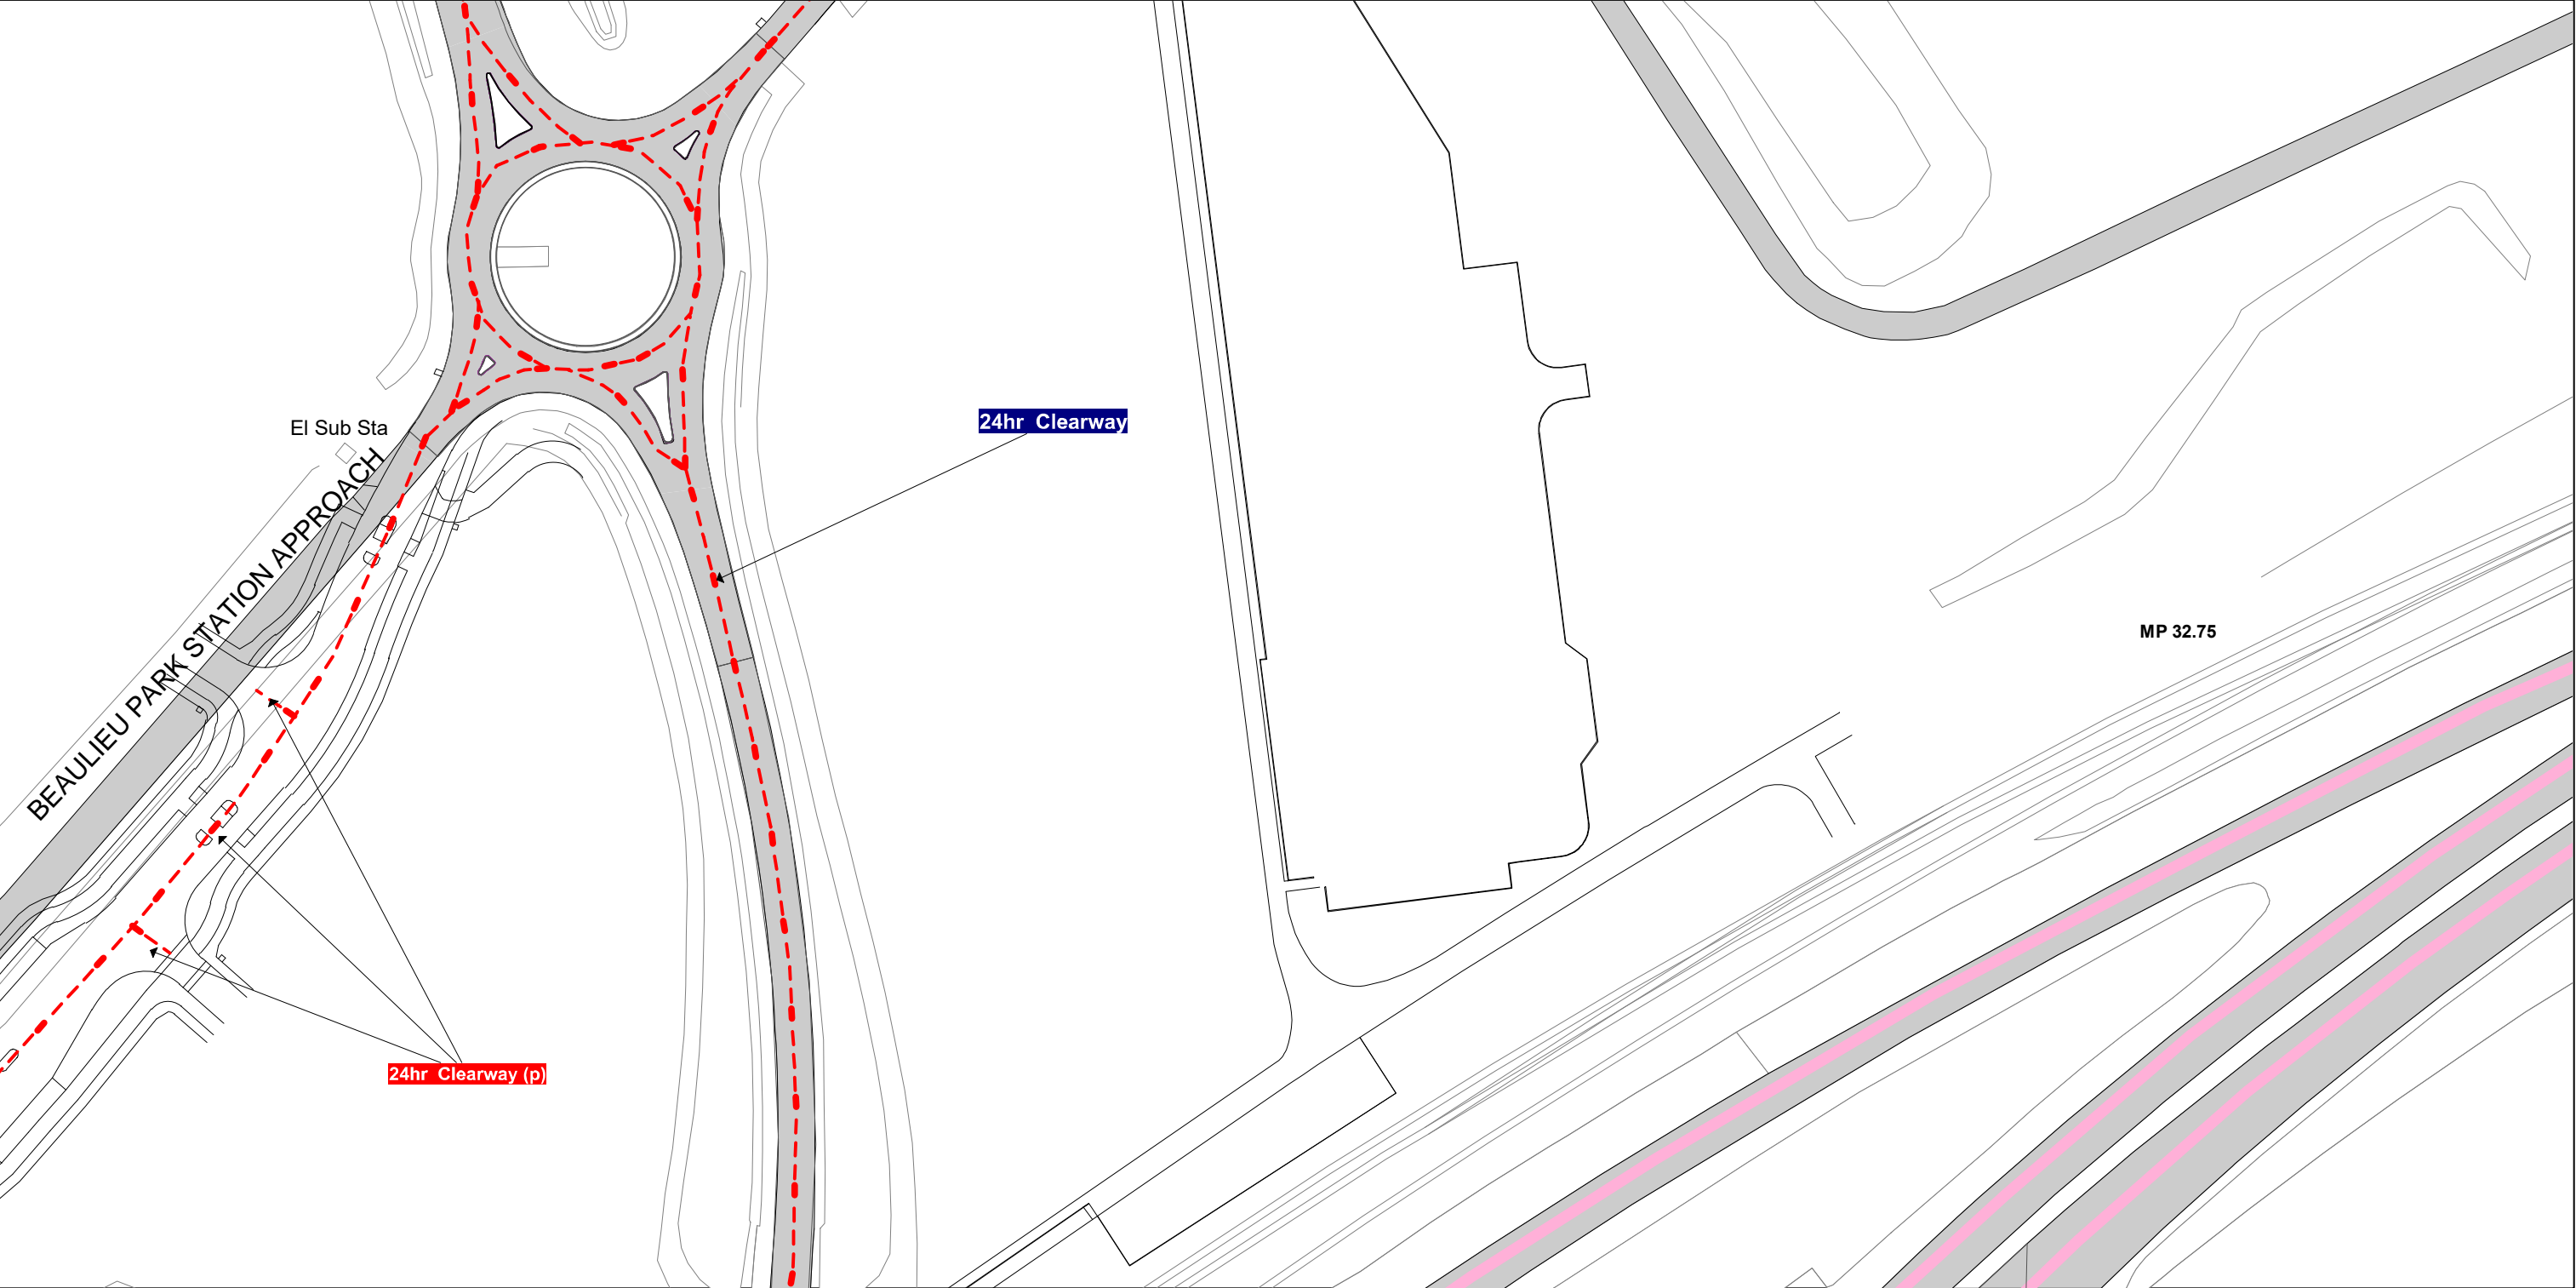 24hr Clearway
El Sub Sta
BEAULIEU PARK STATION APPROACH
MP 32.75
24hr Clearway (p)